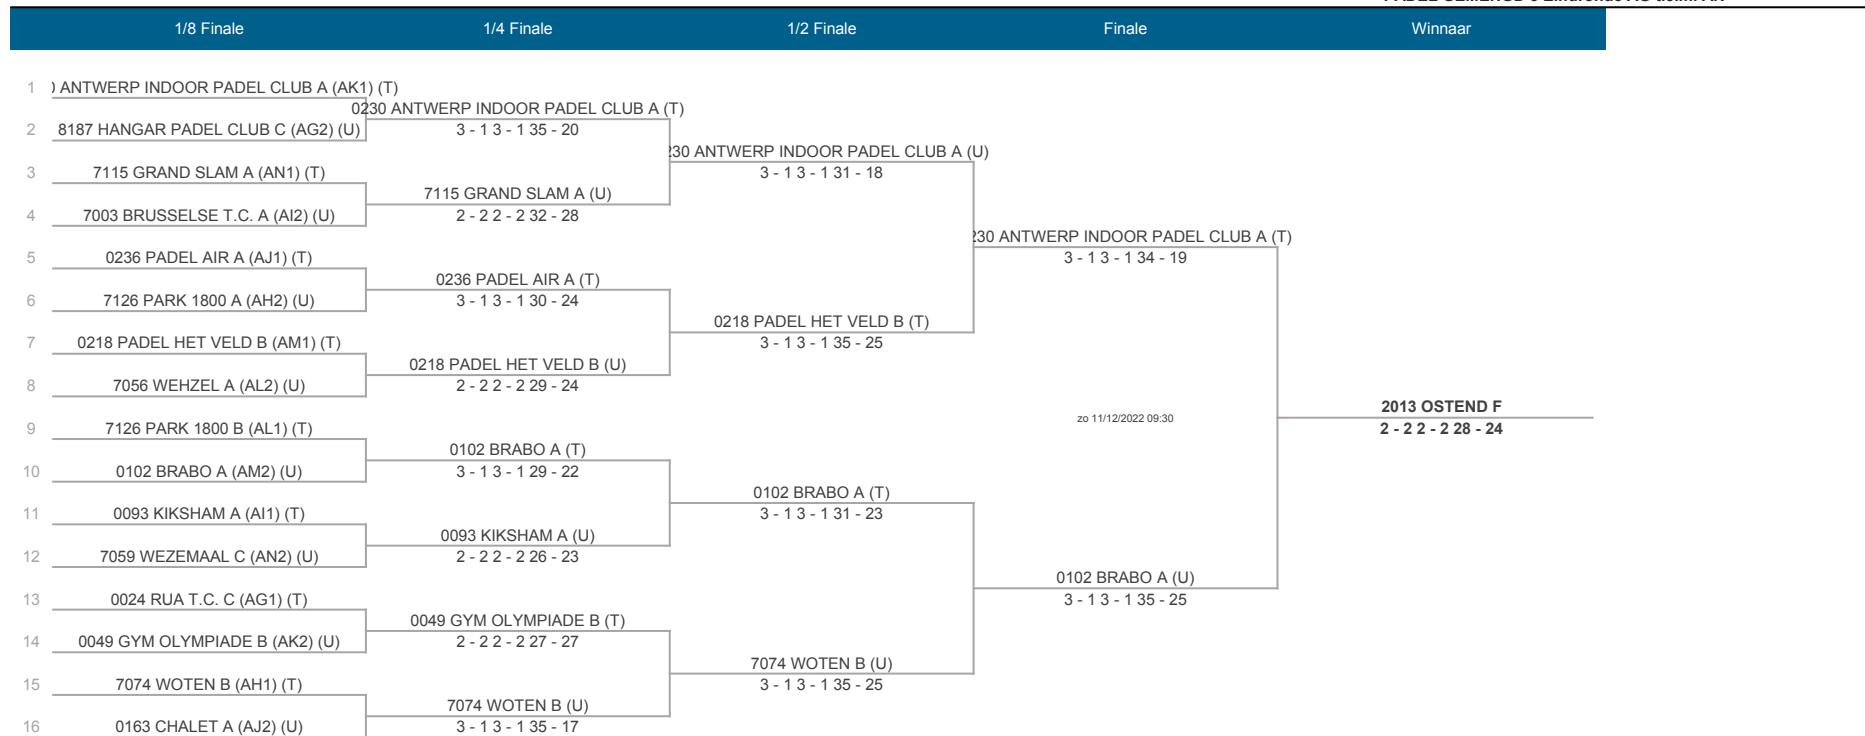 1/8 Finale 1/4 Finale 1/2 Finale Finale Winnaar
1 ANTWERP INDOOR PADEL CLUB A (AK1) (T)
0230 ANTWERP INDOOR PADEL CLUB A (T)
2 8187 HANGAR PADEL CLUB C (AG2) (U) 3 - 1 3 - 1 35 - 20
230 ANTWERP INDOOR PADEL CLUB A (U)
3 7115 GRAND SLAM A (AN1) (T) 3 - 1 3 - 1 31 - 18
7115 GRAND SLAM A (U)
4 7003 BRUSSELSE T.C. A (AI2) (U) 2 - 2 2 - 2 32 - 28
230 ANTWERP INDOOR PADEL CLUB A (T)
5 0236 PADEL AIR A (AJ1) (T) 3 - 1 3 - 1 34 - 19
0236 PADEL AIR A (T)
6 7126 PARK 1800 A (AH2) (U) 3 - 1 3 - 1 30 - 24
0218 PADEL HET VELD B (T)
7 0218 PADEL HET VELD B (AM1) (T) 3 - 1 3 - 1 35 - 25
0218 PADEL HET VELD B (U)
8 7056 WEHZEL A (AL2) (U) 2 - 2 2 - 2 29 - 24
2013 OSTEND F
zo 11/12/2022 09:30
9 7126 PARK 1800 B (AL1) (T) 2 - 2 2 - 2 28 - 24
0102 BRABO A (T)
10 0102 BRABO A (AM2) (U) 3 - 1 3 - 1 29 - 22
0102 BRABO A (T)
11 0093 KIKSHAM A (AI1) (T) 3 - 1 3 - 1 31 - 23
0093 KIKSHAM A (U)
12 7059 WEZEMAAL C (AN2) (U) 2 - 2 2 - 2 26 - 23
0102 BRABO A (U)
13 0024 RUA T.C. C (AG1) (T) 3 - 1 3 - 1 35 - 25
0049 GYM OLYMPIADE B (T)
14 0049 GYM OLYMPIADE B (AK2) (U) 2 - 2 2 - 2 27 - 27
7074 WOTEN B (U)
15 7074 WOTEN B (AH1) (T) 3 - 1 3 - 1 35 - 25
7074 WOTEN B (U)
16 0163 CHALET A (AJ2) (U) 3 - 1 3 - 1 35 - 17